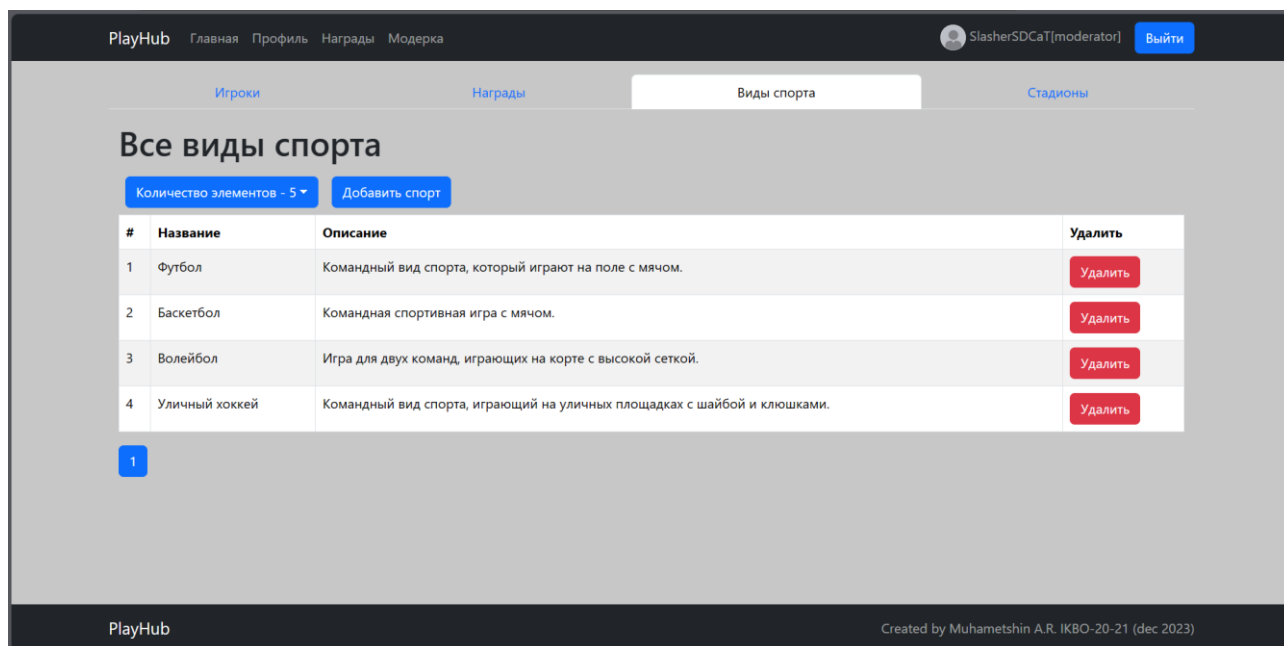 PlayHub Главная Профиль Награды Модерка SlasherSDCaT[moderator] Выйти
Игроки Награды Виды спорта Стадионы
Все виды спорта
Количество элементов - 5 Добавить спорт
# Название Описание Удалить
1 Футбол Командный вид спорта, который играют на поле с мячом. Удалить
2 Баскетбол Командная спортивная игра с мячом. Удалить
3 Волейбол Игра для двух команд, играющих на корте с высокой сеткой. Удалить
4 Уличный хоккей Командный вид спорта, играющий на уличных площадках с шайбой и клюшками. Удалить
1
PlayHub Created by Muhametshin A.R. IKBO-20-21 (dec 2023)